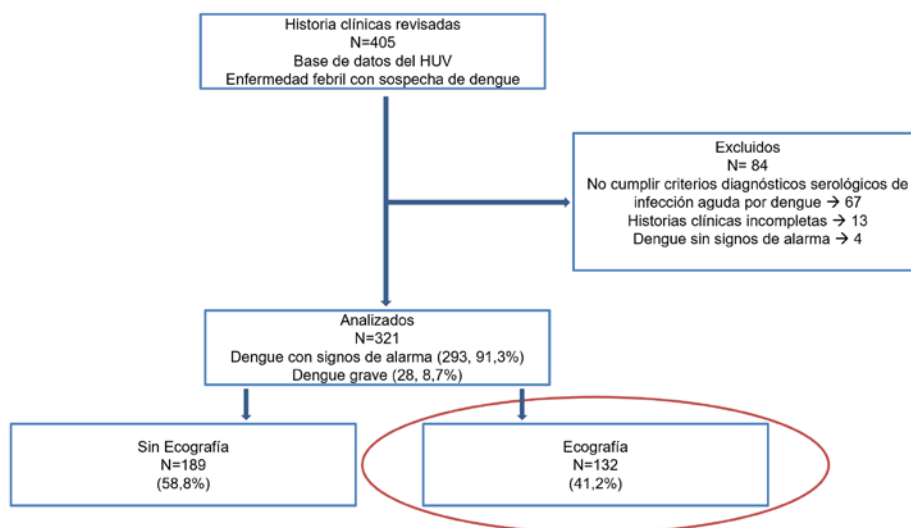 Historia clínicas revisadas
N=405
Base de datos del HUV
Enfermedad febril con sospecha de dengue
Excluidos
N= 84
No cumplir criterios diagnósticos serológicos de
infección aguda por dengue → 67
Historias clínicas incompletas → 13
Dengue sin signos de alarma → 4
Analizados
N=321
Dengue con signos de alarma (293, 91,3%)
Dengue grave (28, 8,7%)
Sin Ecografía
N=189
(58,8%)
Ecografía
N=132
(41,2%)